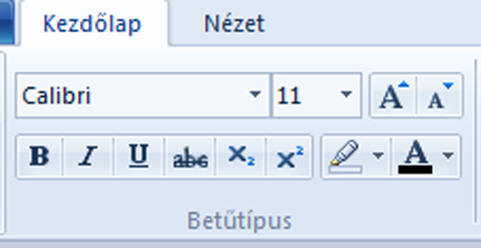 Kezdőlap Nézet
Calibri 11 A A
B I U abc X₂ X² A
Betűtípus